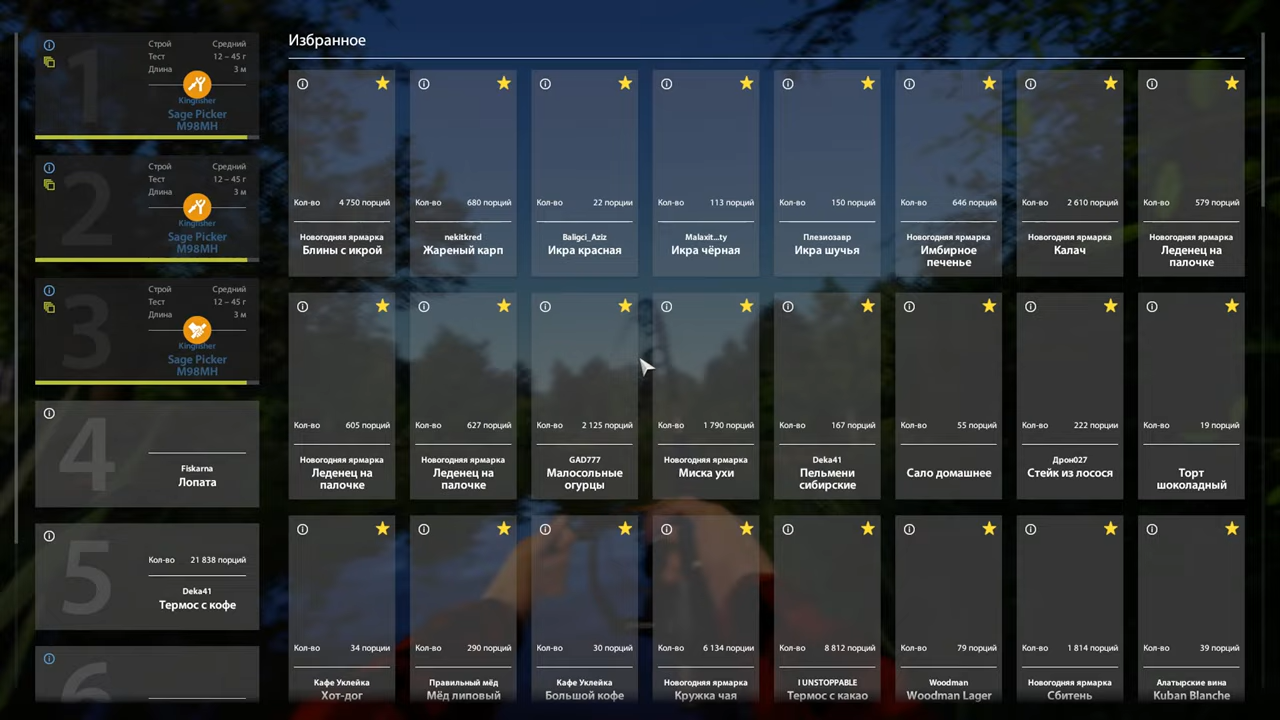 Избранное
1
Строй Средний
Тест 12 – 45 г
Длина 3 м
Kingfisher
Sage Picker
M98MH
2
Строй Средний
Тест 12 – 45 г
Длина 3 м
Kingfisher
Sage Picker
M98MH
3
Строй Средний
Тест 12 – 45 г
Длина 3 м
Kingfisher
Sage Picker
M98MH
4
Fiskarna
Лопата
5
Кол-во 21 838 порций
Deka41
Термос с кофе
6
Кол-во 4 750 порций
Новогодняя ярмарка
Блины с икрой
Кол-во 680 порций
nekitkred
Жареный карп
Кол-во 22 порции
Baligci_Aziz
Икра красная
Кол-во 113 порций
Malaxit...ty
Икра чёрная
Кол-во 150 порций
Плезиозавр
Икра щучья
Кол-во 646 порций
Новогодняя ярмарка
Имбирное
печенье
Кол-во 2 610 порций
Новогодняя ярмарка
Калач
Кол-во 579 порций
Новогодняя ярмарка
Леденец на
палочке
Кол-во 605 порций
Новогодняя ярмарка
Леденец на
палочке
Кол-во 627 порций
Новогодняя ярмарка
Леденец на
палочке
Кол-во 2 125 порций
GAD777
Малосольные
огурцы
Кол-во 1 790 порций
Новогодняя ярмарка
Миска ухи
Кол-во 167 порций
Deka41
Пельмени
сибирские
Кол-во 55 порций
Сало домашнее
Кол-во 222 порции
Дрон027
Стейк из лосося
Кол-во 19 порций
Торт
шоколадный
Кол-во 34 порции
Кафе Уклейка
Хот-дог
Кол-во 290 порций
Правильный мёд
Мёд липовый
Кол-во 30 порций
Кафе Уклейка
Большой кофе
Кол-во 6 134 порции
Новогодняя ярмарка
Кружка чая
Кол-во 8 812 порций
I UNSTOPPABLE
Термос с какао
Кол-во 79 порций
Woodman
Woodman Lager
Кол-во 1 814 порций
Новогодняя ярмарка
Сбитень
Кол-во 39 порций
Алатырские вина
Kuban Blanche